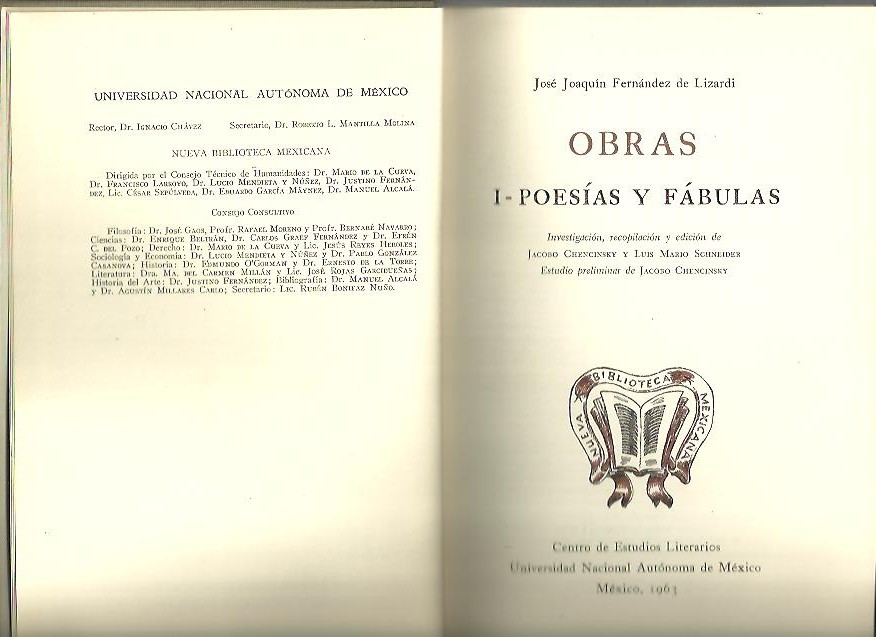 UNIVERSIDAD NACIONAL AUTÓNOMA DE MÉXICO
Rector, Dr. IGNACIO CHÁVEZ Secretario, Dr. ROBERTO L. MANTILLA MOLINA
NUEVA BIBLIOTECA MEXICANA
Dirigida por el Consejo Técnico de Humanidades: Dr. MARIO DE LA CUEVA,
Dr. FRANCISCO LARROYO, Dr. LUCIO MENDIETA Y NÚÑEZ, Dr. JUSTINO FERNÁN-
DEZ, Lic. CÉSAR SEPÚLVEDA, Dr. EDUARDO GARCÍA MÁYNEZ, Dr. MANUEL ALCALÁ.
CONSEJO CONSULTIVO
Filosofía: Dr. JOSÉ GAOS, Profr. RAFAEL MORENO y Profr. BERNABÉ NAVARRO;
Ciencias: Dr. ENRIQUE BELTRÁN, Dr. CARLOS GRAEF FERNÁNDEZ y Dr. EFRÉN
C. DEL POZO; Derecho: Dr. MARIO DE LA CUEVA y Lic. JESÚS REYES HEROLES;
Sociología y Economía: Dr. LUCIO MENDIETA Y NÚÑEZ y Dr. PABLO GONZÁLEZ
CASANOVA; Historia: Dr. EDMUNDO O'GORMAN y Dr. ERNESTO DE LA TORRE;
Literatura: Dra. MA. DEL CARMEN MILLÁN y Lic. JOSÉ ROJAS GARCIDUEÑAS;
Historia del Arte: Dr. JUSTINO FERNÁNDEZ; Bibliografía: Dr. MANUEL ALCALÁ
y Dr. AGUSTÍN MILLARES CARLO; Secretario: Lic. RUBÉN BONIFAZ NUÑO.
José Joaquín Fernández de Lizardi
OBRAS
I-POESÍAS Y FÁBULAS
Investigación, recopilación y edición de
JACOBO CHENCINSKY Y LUIS MARIO SCHNEIDER
Estudio preliminar de JACOBO CHENCINSKY
NUEVA BIBLIOTECA MEXICANA
Centro de Estudios Literarios
Universidad Nacional Autónoma de México
México, 1963